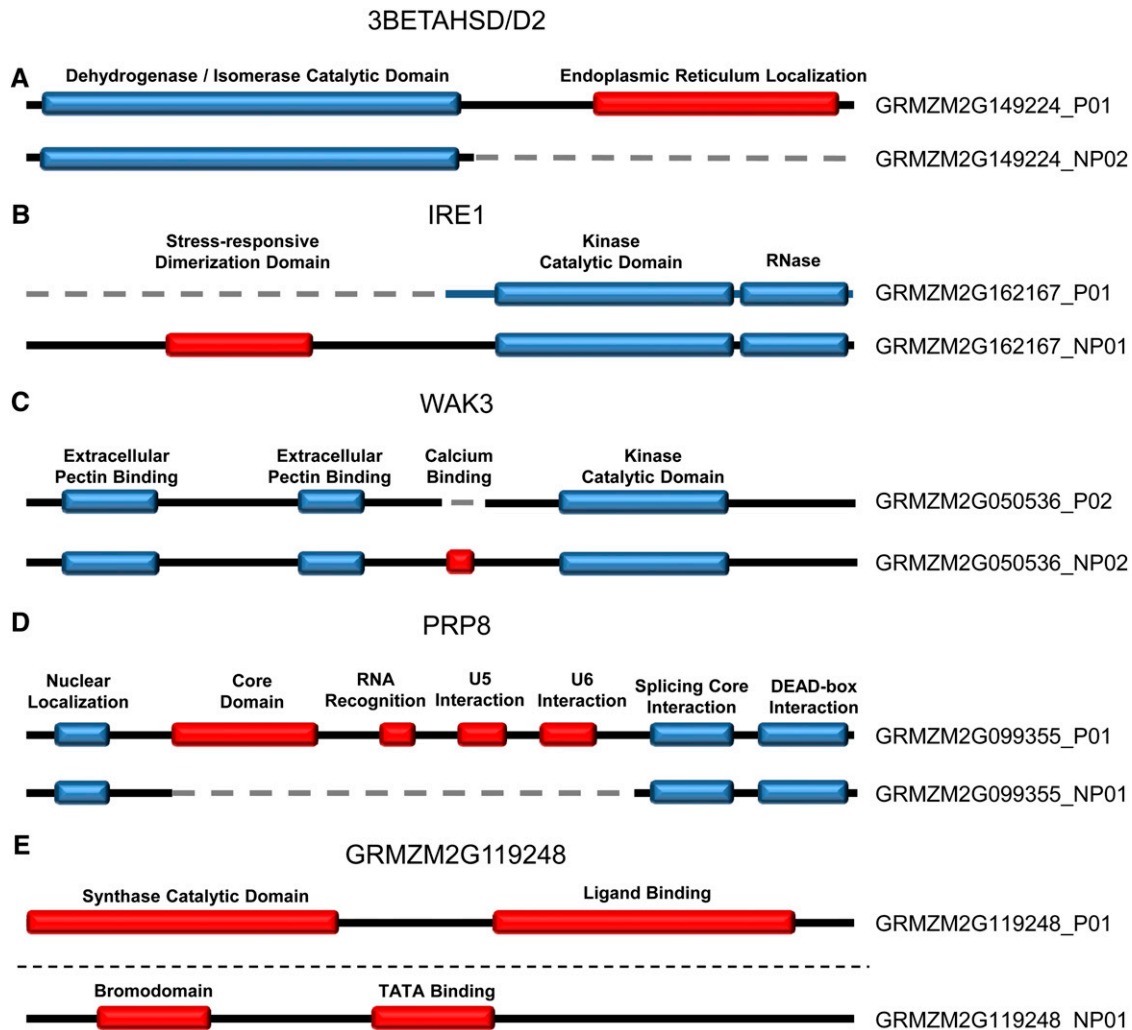 3BETAHSD/D2
A
Dehydrogenase / Isomerase Catalytic Domain
Endoplasmic Reticulum Localization
GRMZM2G149224_P01
GRMZM2G149224_NP02
B
IRE1
Stress-responsive
Dimerization Domain
Kinase
Catalytic Domain
RNase
GRMZM2G162167_P01
GRMZM2G162167_NP01
C
WAK3
Extracellular
Pectin Binding
Extracellular
Pectin Binding
Calcium
Binding
Kinase
Catalytic Domain
GRMZM2G050536_P02
GRMZM2G050536_NP02
D
PRP8
Nuclear
Localization
Core
Domain
RNA
Recognition
U5
Interaction
U6
Interaction
Splicing Core
Interaction
DEAD-box
Interaction
GRMZM2G099355_P01
GRMZM2G099355_NP01
E
GRMZM2G119248
Synthase Catalytic Domain
Ligand Binding
GRMZM2G119248_P01
Bromodomain
TATA Binding
GRMZM2G119248_NP01